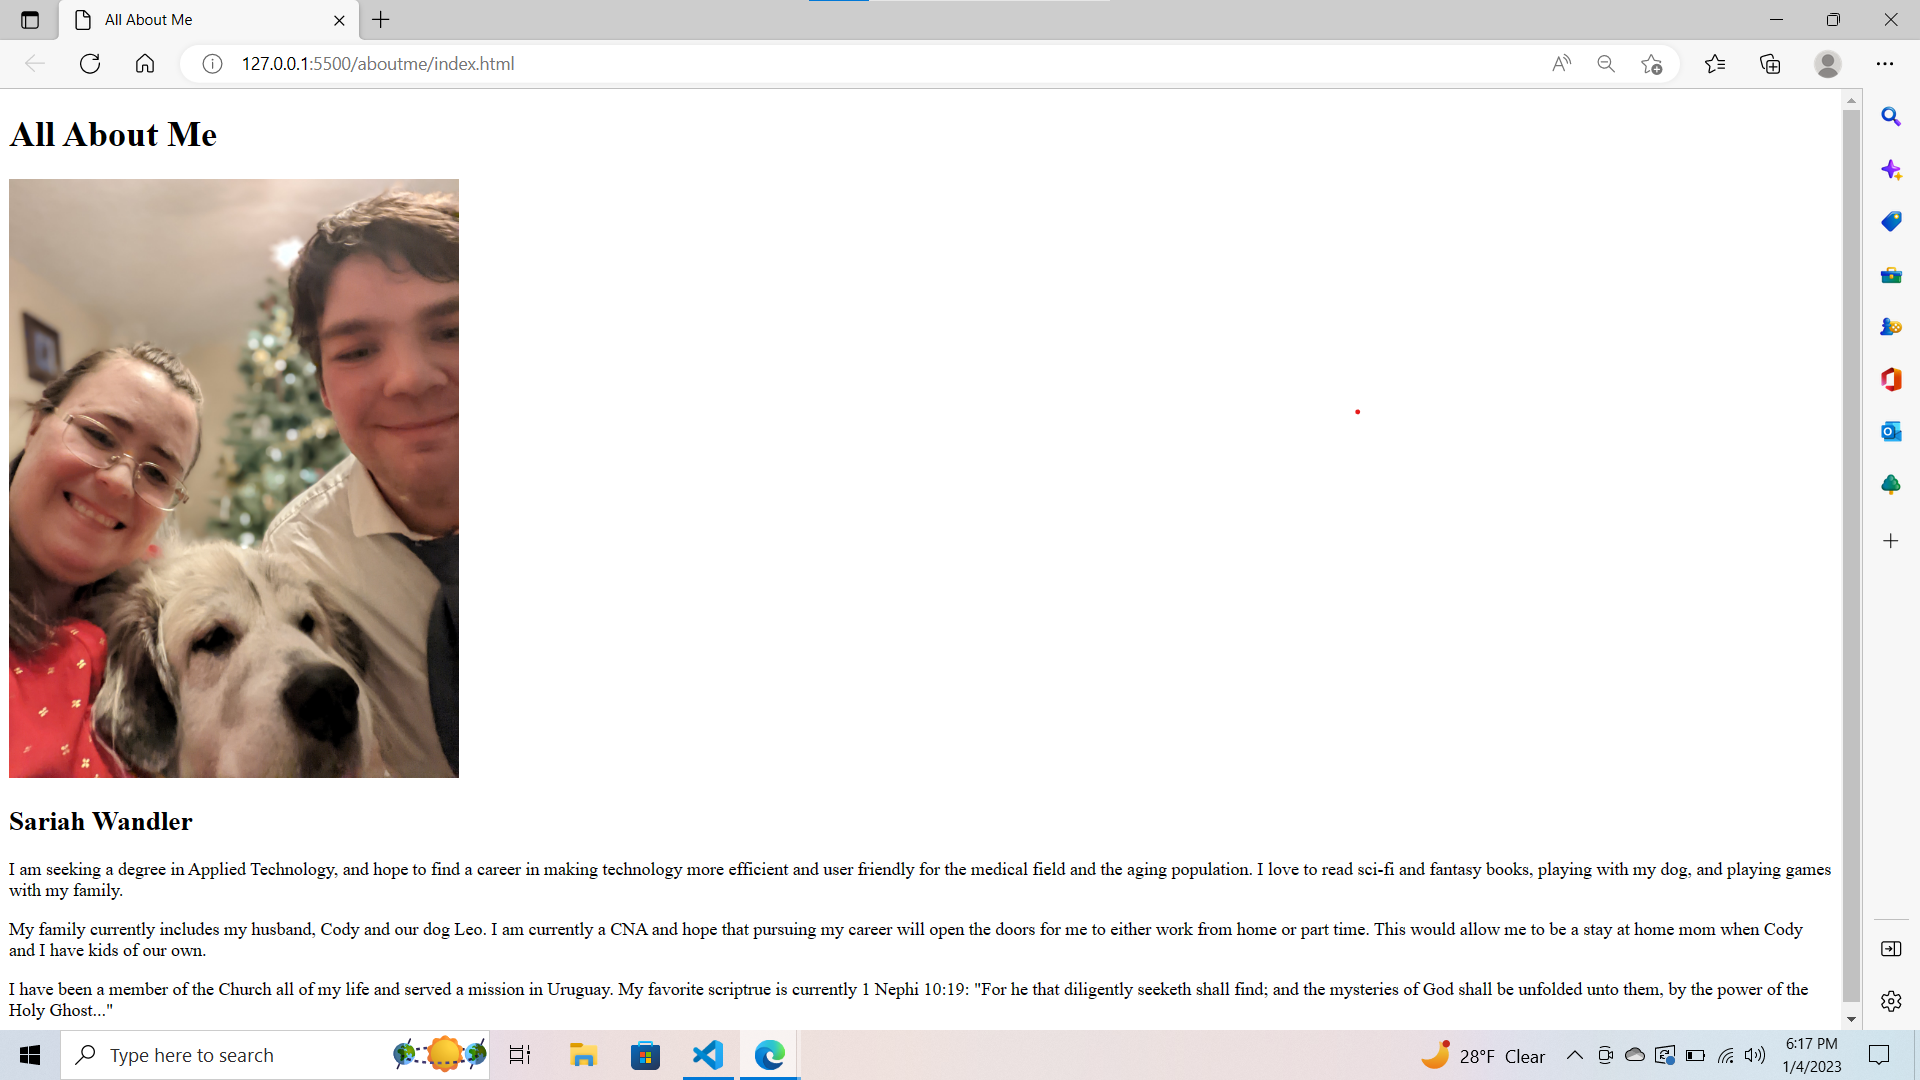 All About Me
127.0.0.1:5500/aboutme/index.html
All About Me
Sariah Wandler
I am seeking a degree in Applied Technology, and hope to find a career in making technology more efficient and user friendly for the medical field and the aging population. I love to read sci-fi and fantasy books, playing with my dog, and playing games
with my family.
My family currently includes my husband, Cody and our dog Leo. I am currently a CNA and hope that pursuing my career will open the doors for me to either work from home or part time. This would allow me to be a stay at home mom when Cody
and I have kids of our own.
I have been a member of the Church all of my life and served a mission in Uruguay. My favorite scriptrue is currently 1 Nephi 10:19: "For he that diligently seeketh shall find; and the mysteries of God shall be unfolded unto them, by the power of the
Holy Ghost..."
Type here to search
28°F Clear
6:17 PM
1/4/2023